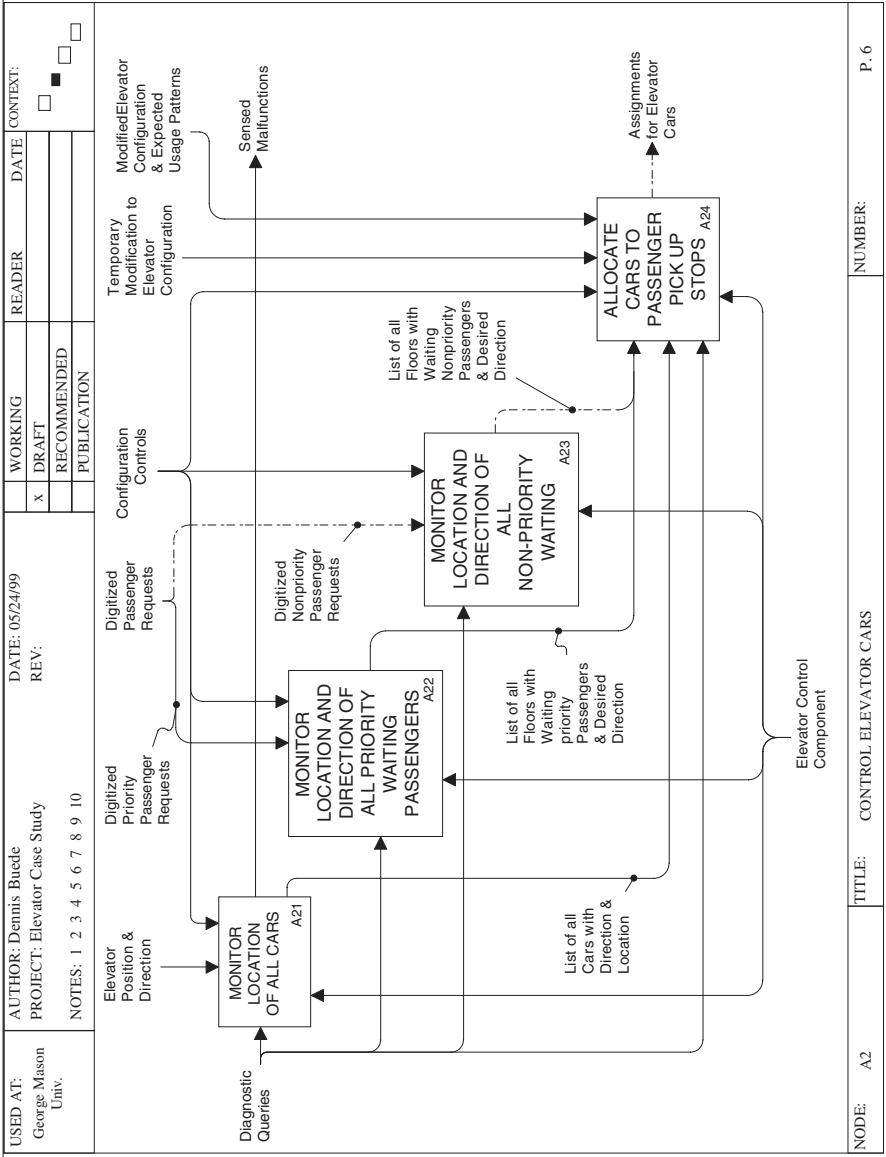 USED AT:
George Mason
Univ.
AUTHOR: Dennis Buede
PROJECT: Elevator Case Study
NOTES: 1 2 3 4 5 6 7 8 9 10
DATE: 05/24/99
REV:
WORKING
x DRAFT
RECOMMENDED
PUBLICATION
READER
DATE
CONTEXT:
Elevator
Position &
Direction
Digitized
Priority
Passenger
Requests
Digitized
Passenger
Requests
Configuration
Controls
Temporary
Modification to
Elevator
Configuration
ModifiedElevator
Configuration
& Expected
Usage Patterns
Diagnostic
Queries
MONITOR
LOCATION
OF ALL CARS
A21
Sensed
Malfunctions
MONITOR
LOCATION AND
DIRECTION OF
ALL PRIORITY
WAITING
PASSENGERS
A22
Digitized
Nonpriority
Passenger
Requests
MONITOR
LOCATION AND
DIRECTION OF
ALL
NON-PRIORITY
WAITING
A23
List of all
Floors with
Waiting
Nonpriority
Passengers
& Desired
Direction
List of all
Cars with
Direction &
Location
List of all
Floors with
Waiting
priority
Passengers
& Desired
Direction
ALLOCATE
CARS TO
PASSENGER
PICK UP
STOPS
A24
Assignments
for Elevator
Cars
Elevator Control
Component
NODE: A2
TITLE: CONTROL ELEVATOR CARS
NUMBER: P. 6